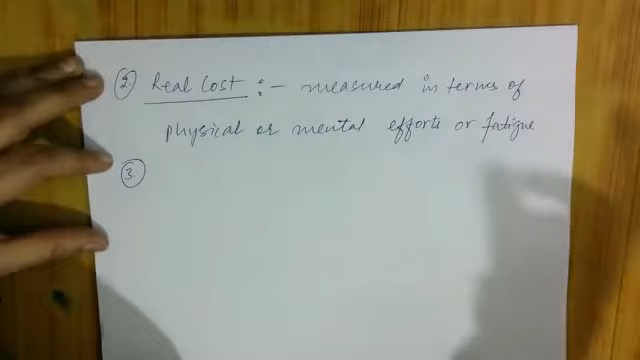 2. Real Cost :- measured in terms of
physical or mental efforts or fatigue
3.